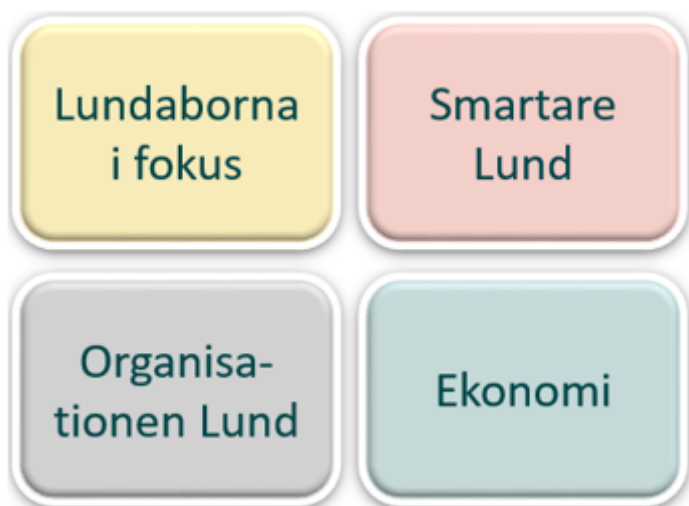 Lundaborna
i fokus
Smartare
Lund
Organisa-
tionen Lund
Ekonomi